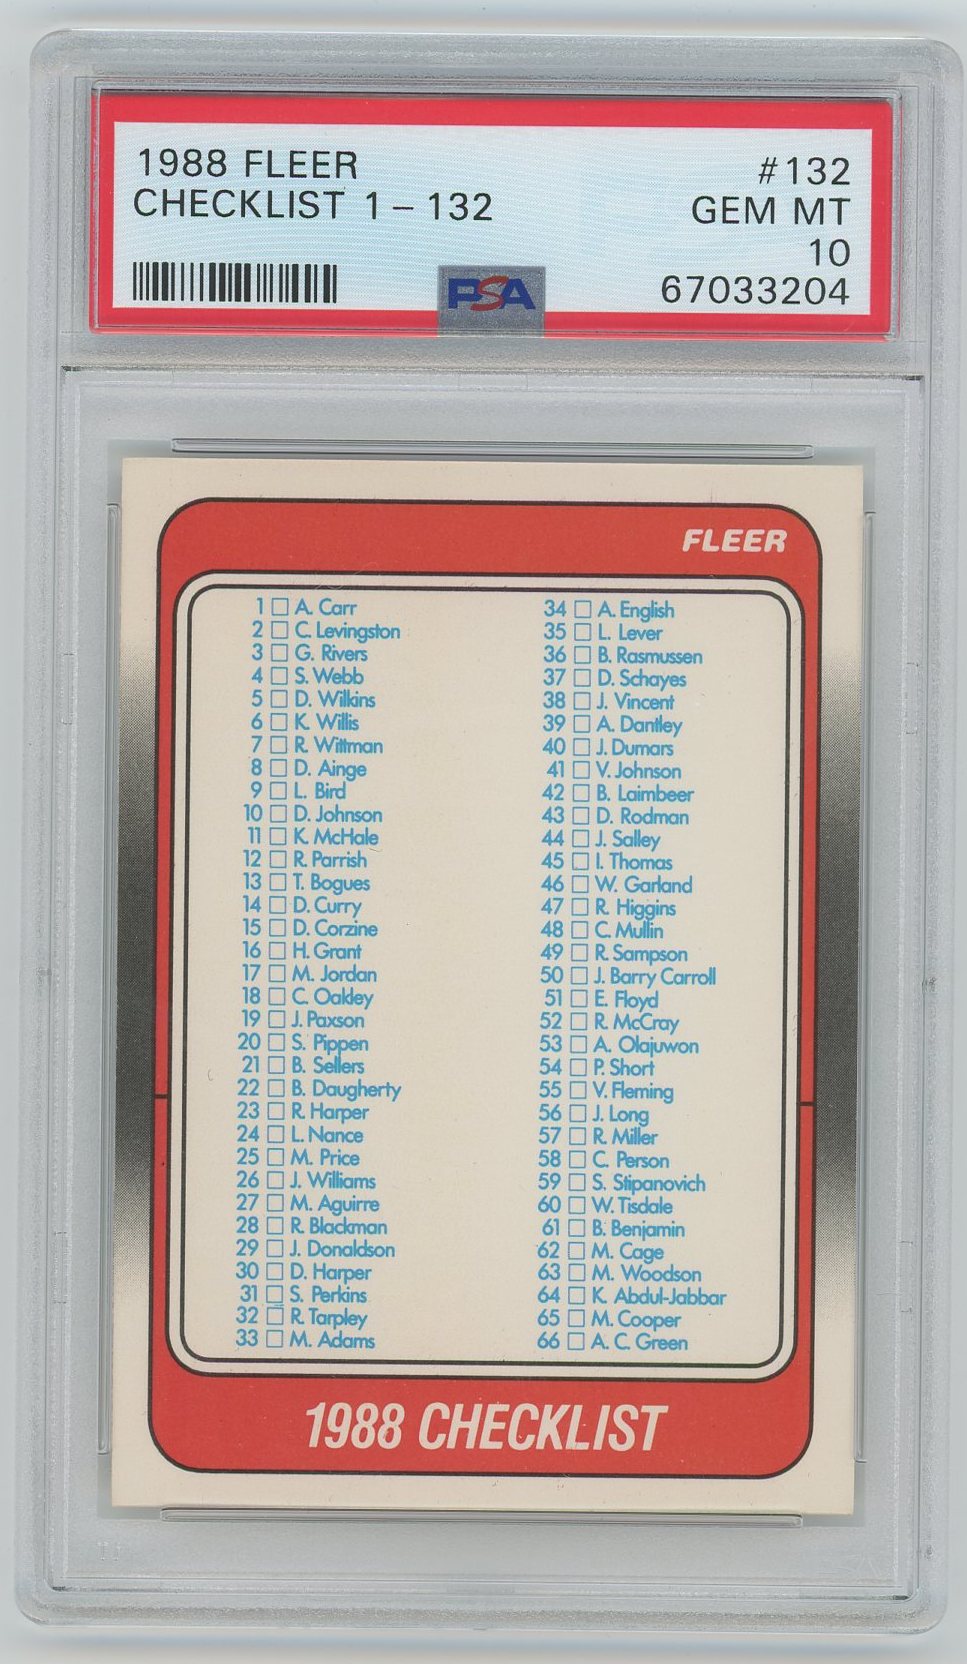 1988 FLEER #132
CHECKLIST 1 – 132 GEM MT
10
PSA 67033204
FLEER
1 □ A. Carr
2 □ C. Levingston
3 □ G. Rivers
4 □ S. Webb
5 □ D. Wilkins
6 □ K. Willis
7 □ R. Wittman
8 □ D. Ainge
9 □ L. Bird
10 □ D. Johnson
11 □ K. McHale
12 □ R. Parrish
13 □ T. Bogues
14 □ D. Curry
15 □ D. Corzine
16 □ H. Grant
17 □ M. Jordan
18 □ C. Oakley
19 □ J. Paxson
20 □ S. Pippen
21 □ B. Sellers
22 □ B. Daugherty
23 □ R. Harper
24 □ L. Nance
25 □ M. Price
26 □ J. Williams
27 □ M. Aguirre
28 □ R. Blackman
29 □ J. Donaldson
30 □ D. Harper
31 □ S. Perkins
32 □ R. Tarpley
33 □ M. Adams
34 □ A. English
35 □ L. Lever
36 □ B. Rasmussen
37 □ D. Schayes
38 □ J. Vincent
39 □ A. Dantley
40 □ J. Dumars
41 □ V. Johnson
42 □ B. Laimbeer
43 □ D. Rodman
44 □ J. Salley
45 □ I. Thomas
46 □ W. Garland
47 □ R. Higgins
48 □ C. Mullin
49 □ R. Sampson
50 □ J. Barry Carroll
51 □ E. Floyd
52 □ R. McCray
53 □ A. Olajuwon
54 □ P. Short
55 □ V. Fleming
56 □ J. Long
57 □ R. Miller
58 □ C. Person
59 □ S. Stipanovich
60 □ W. Tisdale
61 □ B. Benjamin
62 □ M. Cage
63 □ M. Woodson
64 □ K. Abdul-Jabbar
65 □ M. Cooper
66 □ A. C. Green
1988 CHECKLIST